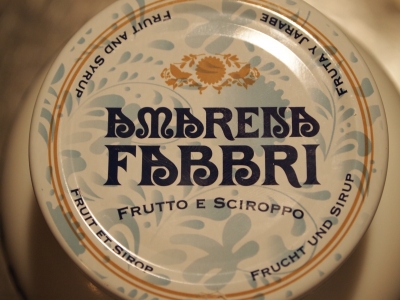 FRUIT AND SYRUP
FRUTA Y JARABE
AMARENA
FABBRI
FRUTTO E SCIROPPO
FRUIT ET SIROP
FRUCHT UND SIRUP